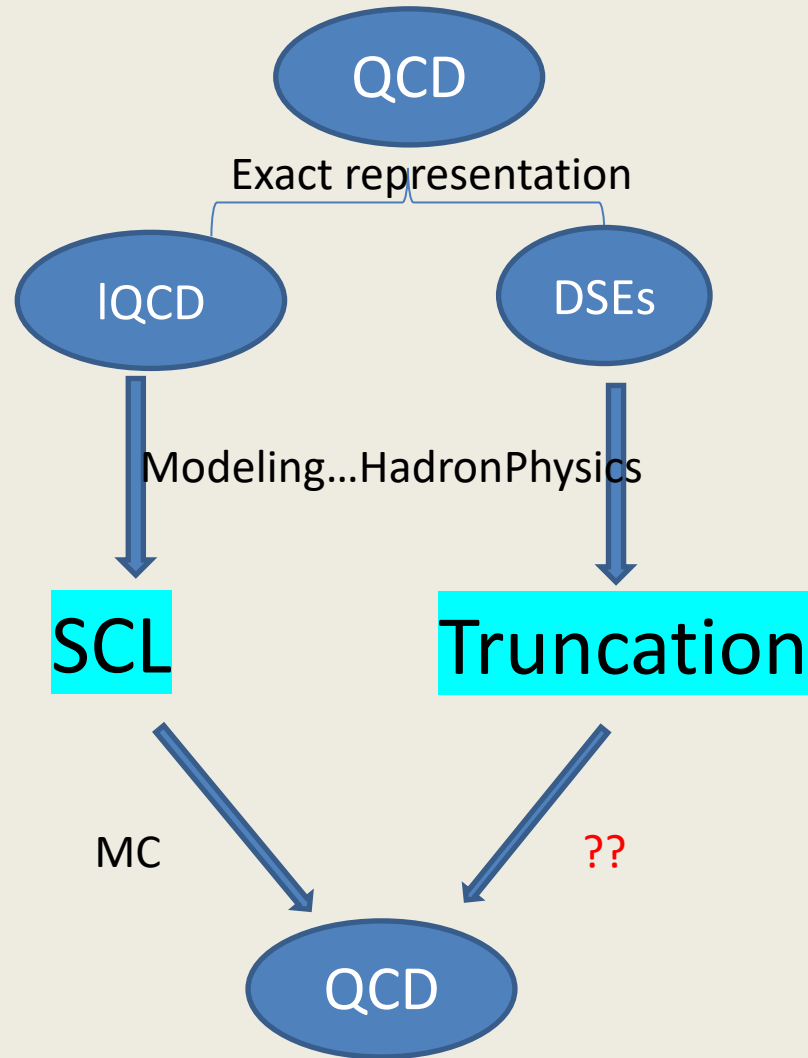 QCD
Exact representation
lQCD
DSEs
Modeling…HadronPhysics
SCL
Truncation
MC
??
QCD